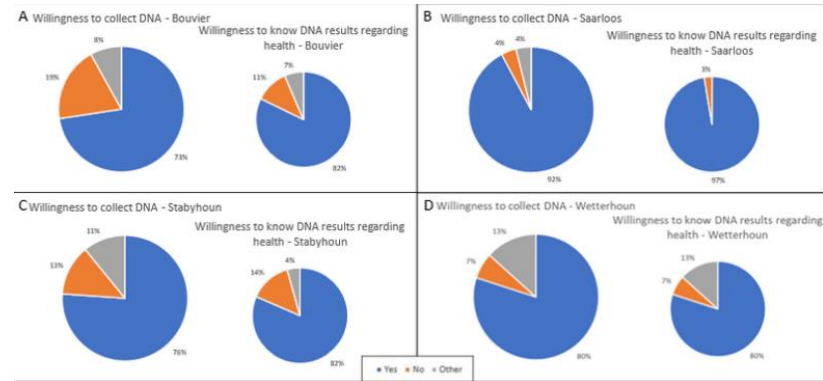 A Willingness to collect DNA - Bouvier
8%
19%
73%
Willingness to know DNA results regarding
health - Bouvier
7%
11%
82%
B Willingness to collect DNA - Saarloos
4%
4%
92%
Willingness to know DNA results regarding
health - Saarloos
3%
97%
C Willingness to collect DNA - Stabyhoun
11%
13%
76%
Willingness to know DNA results regarding
health - Stabyhoun
4%
14%
82%
D Willingness to collect DNA - Wetterhoun
13%
7%
80%
Willingness to know DNA results regarding
health - Wetterhoun
13%
7%
80%
Yes No Other